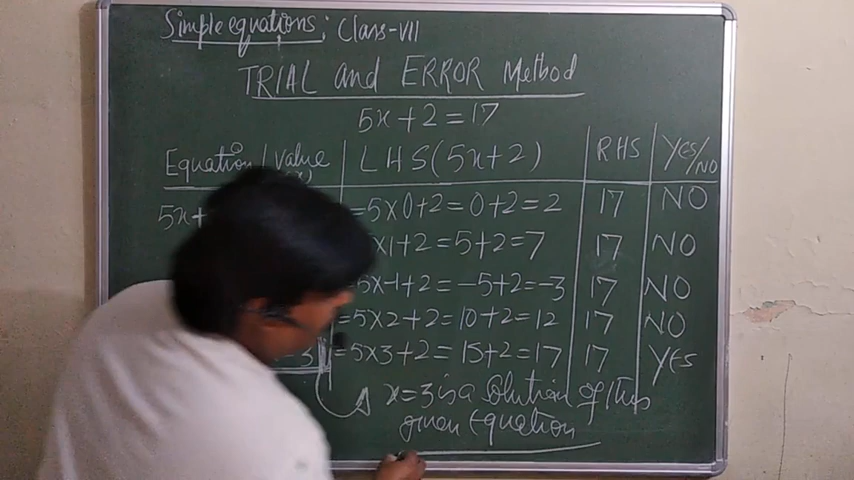 Simple equations: Class-VII
TRIAL and ERROR Method
5x+2=17
Equation Value (x) LHS(5x+2) RHS YES/NO
5x+ =5x0+2=0+2=2 17 NO
x1+2=5+2=7 17 NO
5x-1+2=-5+2=-3 17 NO
=5x2+2=10+2=12 17 NO
3 =5x3+2=15+2=17 17 YES
x=3 is a Solution of this
given Equation